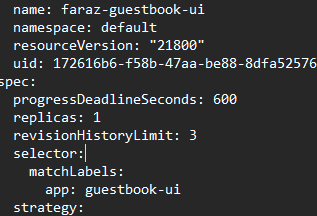 name: faraz-guestbook-ui
namespace: default
resourceVersion: "21800"
uid: 172616b6-f58b-47aa-be88-8dfa52576
spec:
progressDeadlineSeconds: 600
replicas: 1
revisionHistoryLimit: 3
selector:
matchLabels:
app: guestbook-ui
strategy: